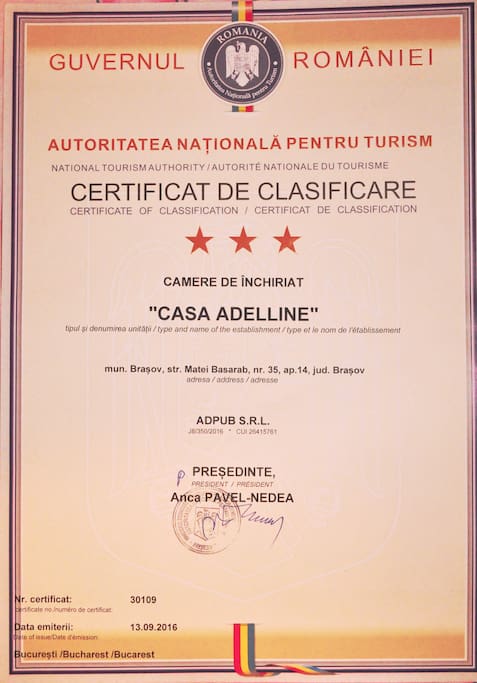 GUVERNUL ROMÂNIEI
ROMANIA
Autoritatea Națională pentru Turism
AUTORITATEA NAȚIONALĂ PENTRU TURISM
NATIONAL TOURISM AUTHORITY / AUTORITÉ NATIONALE DU TOURISME
CERTIFICAT DE CLASIFICARE
CERTIFICATE OF CLASSIFICATION / CERTIFICAT DE CLASSIFICATION
CAMERE DE ÎNCHIRIAT
"CASA ADELLINE"
tipul și denumirea unității / type and name of the establishment / type et le nom de l'établissement
mun. Brașov, str. Matei Basarab, nr. 35, ap.14, jud. Brașov
adresa / address / adresse
ADPUB S.R.L.
J8/350/2016 * CUI 26415761
P PREȘEDINTE,
PRESIDENT / PRÉSIDENT
Anca PAVEL-NEDEA
Nr. certificat: 30109
certificate no./numéro de certificat:
Data emiterii: 13.09.2016
Date of issue/Date d'émission:
București /Bucharest /Bucarest